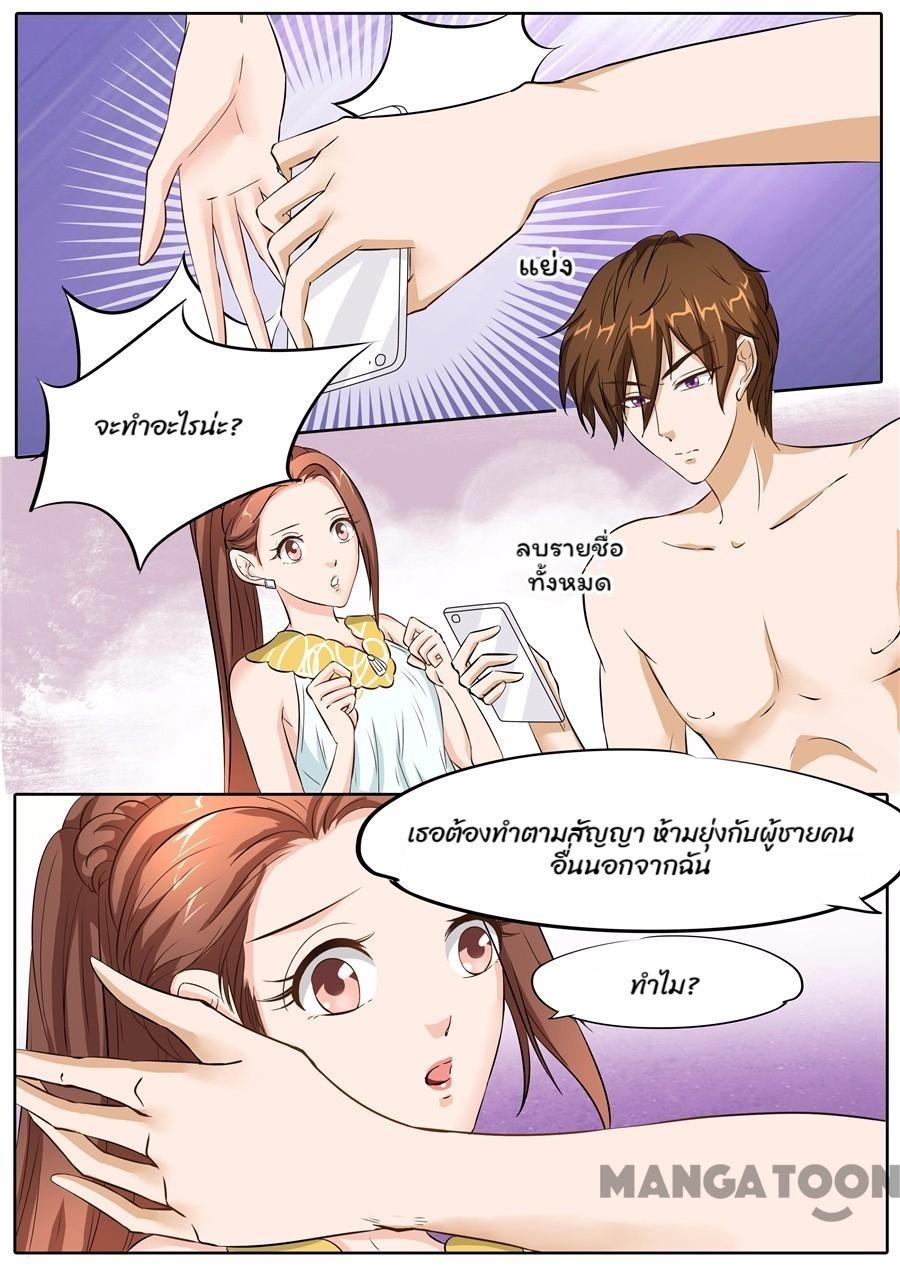 แย่ง
จะทำอะไรน่ะ?
ลบรายชื่อ
ทั้งหมด
เธอต้องทำตามสัญญา ห้ามยุ่งกับผู้ชายคน
อื่นนอกจากฉัน
ทำไม?
MANGATOON